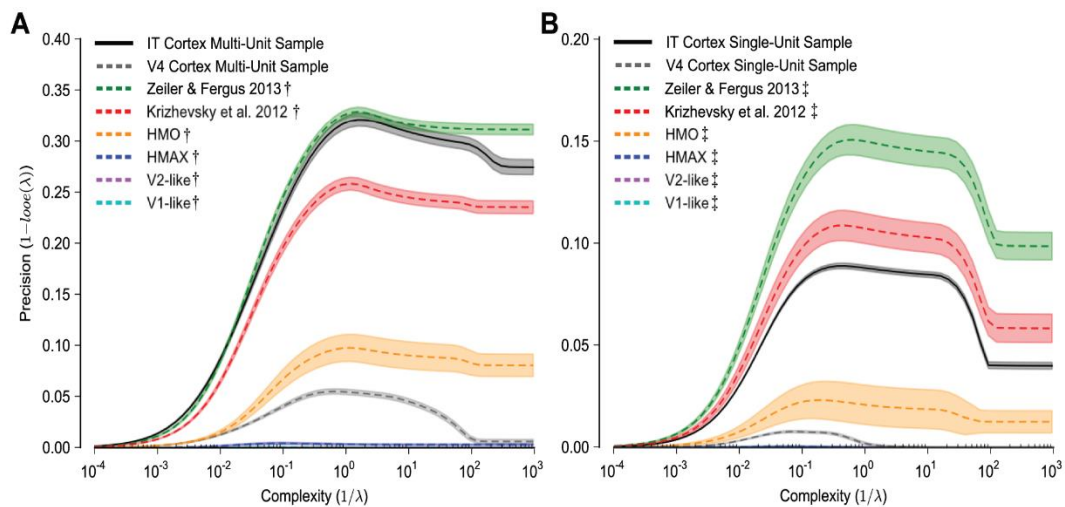 A
0.40
0.35
0.30
0.25
0.20
0.15
0.10
0.05
0.00
Precision (1−looe(λ))
IT Cortex Multi-Unit Sample
V4 Cortex Multi-Unit Sample
Zeiler & Fergus 2013 †
Krizhevsky et al. 2012 †
HMO †
HMAX †
V2-like †
V1-like †
10⁻⁴ 10⁻³ 10⁻² 10⁻¹ 10⁰ 10¹ 10² 10³
Complexity (1/λ)
B
0.20
0.15
0.10
0.05
0.00
IT Cortex Single-Unit Sample
V4 Cortex Single-Unit Sample
Zeiler & Fergus 2013 ‡
Krizhevsky et al. 2012 ‡
HMO ‡
HMAX ‡
V2-like ‡
V1-like ‡
10⁻⁴ 10⁻³ 10⁻² 10⁻¹ 10⁰ 10¹ 10² 10³
Complexity (1/λ)